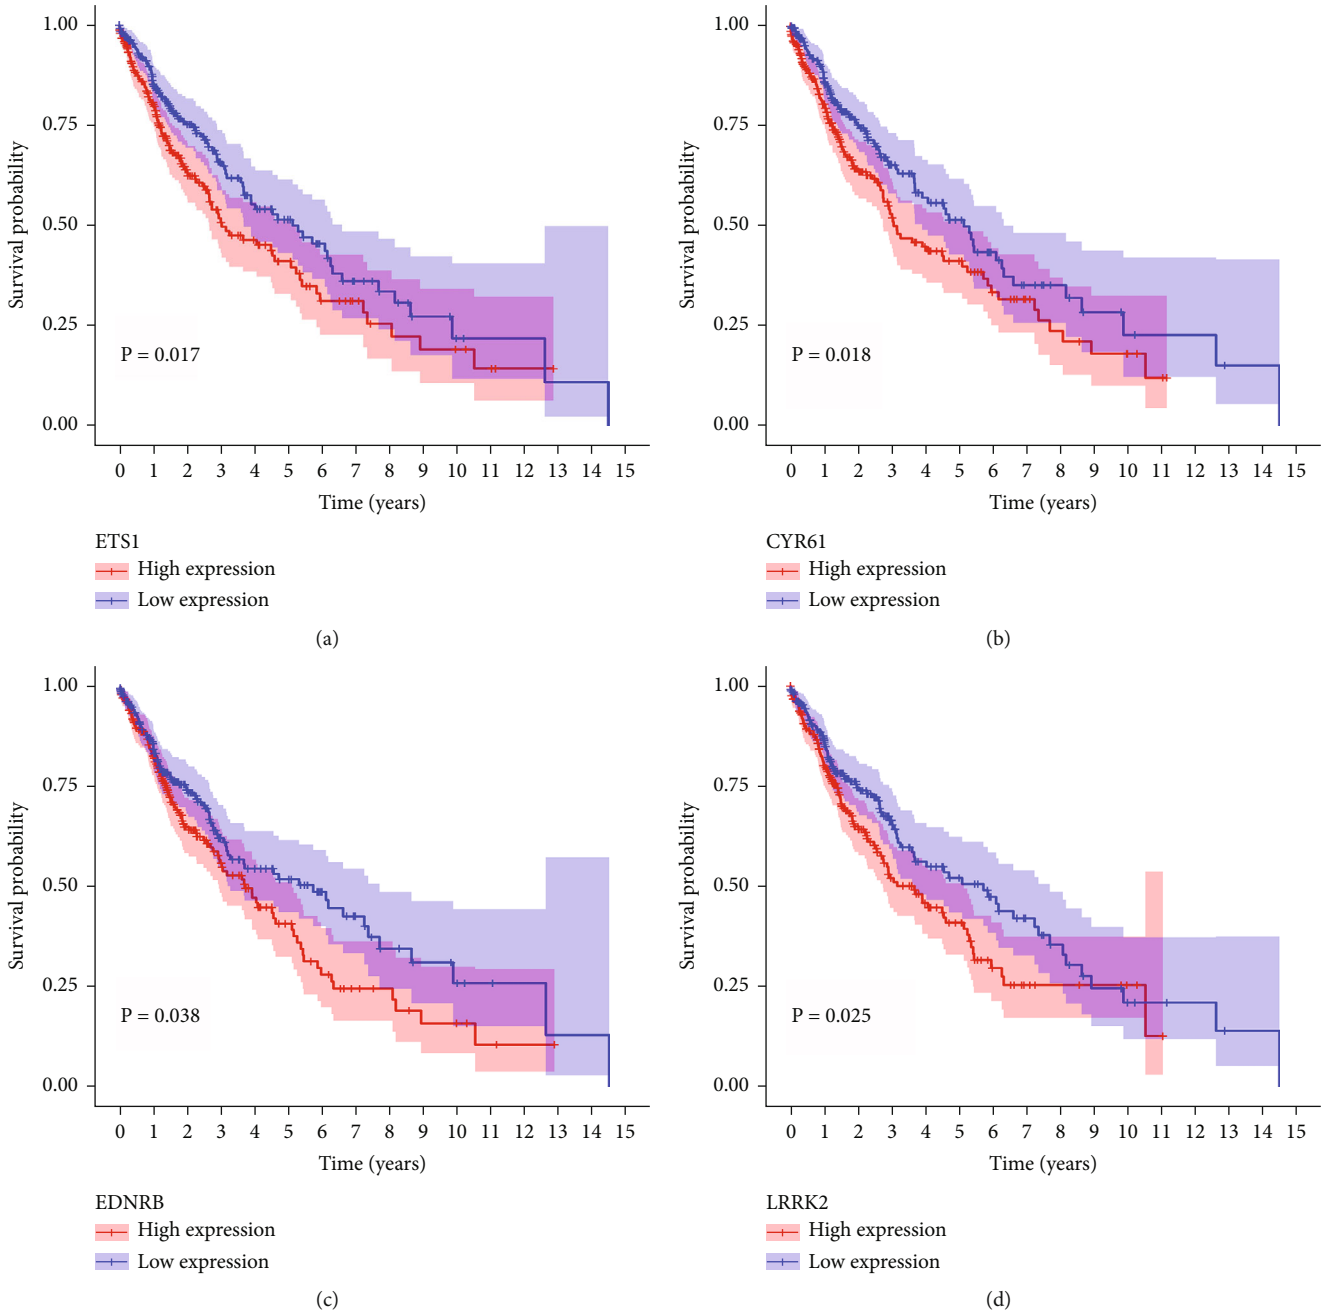 1.00
0.75
0.50
0.25
0.00
Survival probability
P = 0.017
0 1 2 3 4 5 6 7 8 9 10 11 12 13 14 15
Time (years)
ETS1
High expression
Low expression
(a)
1.00
0.75
0.50
0.25
0.00
Survival probability
P = 0.018
0 1 2 3 4 5 6 7 8 9 10 11 12 13 14 15
Time (years)
CYR61
High expression
Low expression
(b)
1.00
0.75
0.50
0.25
0.00
Survival probability
P = 0.038
0 1 2 3 4 5 6 7 8 9 10 11 12 13 14 15
Time (years)
EDNRB
High expression
Low expression
(c)
1.00
0.75
0.50
0.25
0.00
Survival probability
P = 0.025
0 1 2 3 4 5 6 7 8 9 10 11 12 13 14 15
Time (years)
LRRK2
High expression
Low expression
(d)